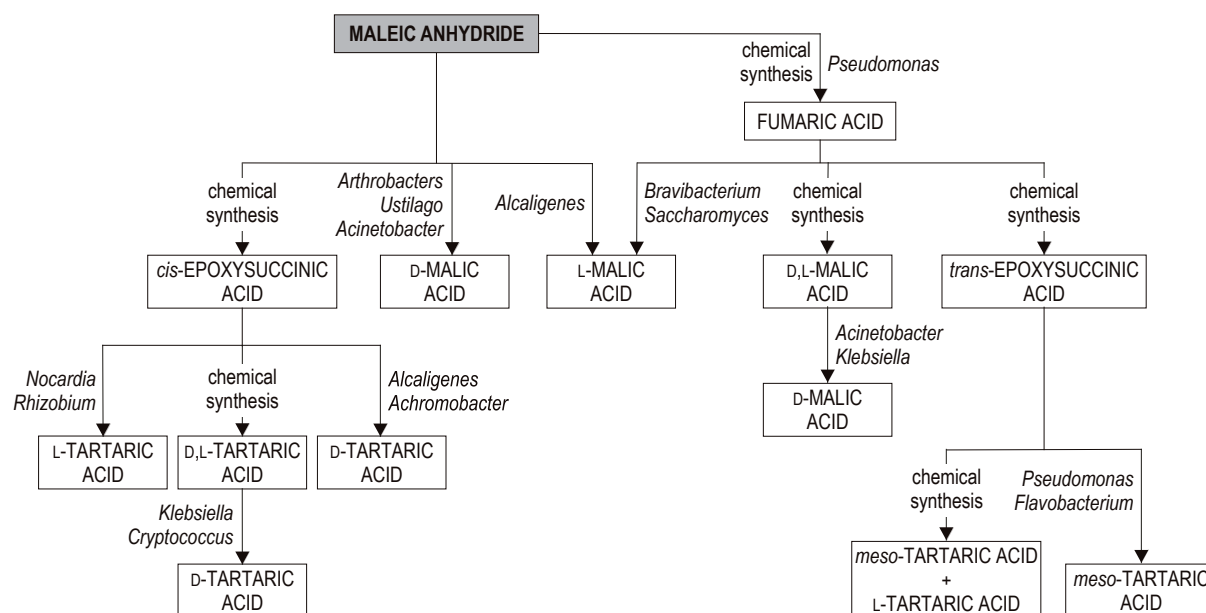 MALEIC ANHYDRIDE
chemical
synthesis
Pseudomonas
FUMARIC ACID
chemical
synthesis
Arthrobacters
Ustilago
Acinetobacter
Alcaligenes
Bravibacterium
Saccharomyces
chemical
synthesis
chemical
synthesis
cis-EPOXYSUCCINIC
ACID
D-MALIC
ACID
L-MALIC
ACID
D,L-MALIC
ACID
trans-EPOXYSUCCINIC
ACID
Acinetobacter
Klebsiella
D-MALIC
ACID
Nocardia
Rhizobium
chemical
synthesis
Alcaligenes
Achromobacter
L-TARTARIC
ACID
D,L-TARTARIC
ACID
D-TARTARIC
ACID
Klebsiella
Cryptococcus
D-TARTARIC
ACID
chemical
synthesis
Pseudomonas
Flavobacterium
meso-TARTARIC ACID
+
L-TARTARIC ACID
meso-TARTARIC
ACID